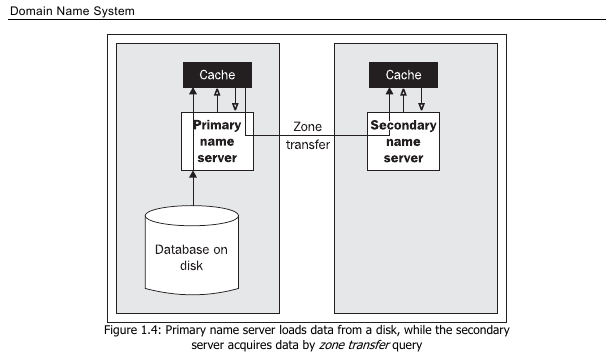 Domain Name System
Cache
Cache
Primary
name
server
Zone
transfer
Secondary
name
server
Database on
disk
Figure 1.4: Primary name server loads data from a disk, while the secondary
server acquires data by zone transfer query